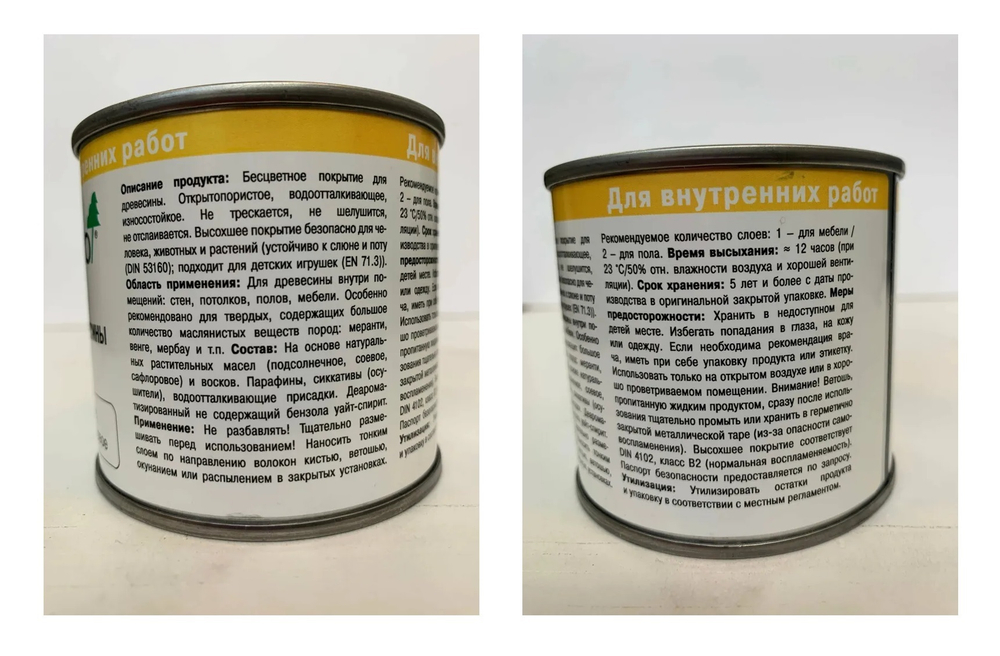 енних работ
Для в
Описание продукта: Бесцветное покрытие для
древесины. Открытопористое, водоотталкивающее,
износостойкое. Не трескается, не шелушится,
не отслаивается. Высохшее покрытие безопасно для че-
ловека, животных и растений (устойчиво к слюне и поту
(DIN 53160); подходит для детских игрушек (EN 71.3)).
Область применения: Для древесины внутри по-
мещений: стен, потолков, полов, мебели. Особенно
рекомендовано для твердых, содержащих большое
количество маслянистых веществ пород: меранти,
венге, мербау и т.п. Состав: На основе натураль-
ных растительных масел (подсолнечное, соевое,
сафлоровое) и восков. Парафины, сиккативы (осу-
шители), водоотталкивающие присадки. Деарома-
тизированный не содержащий бензола уайт-спирит.
Применение: Не разбавлять! Тщательно разме-
шивать перед использованием! Наносить тонким
слоем по направлению волокон кистью, ветошью,
окунанием или распылением в закрытых установках.
Для внутренних работ
Рекомендуемое количество слоев: 1 – для мебели /
2 – для пола. Время высыхания: ≈ 12 часов (при
23 °C/50% отн. влажности воздуха и хорошей венти-
ляции). Срок хранения: 5 лет и более с даты про-
изводства в оригинальной закрытой упаковке. Меры
предосторожности: Хранить в недоступном для
детей месте. Избегать попадания в глаза, на кожу
или одежду. Если необходима рекомендация вра-
ча, иметь при себе упаковку продукта или этикетку.
Использовать только на открытом воздухе или в хоро-
шо проветриваемом помещении. Внимание! Ветошь,
пропитанную жидким продуктом, сразу после исполь-
зования тщательно промыть или хранить в герметично
закрытой металлической таре (из-за опасности само-
воспламенения). Высохшее покрытие соответствует
DIN 4102, класс B2 (нормальная воспламеняемость).
Паспорт безопасности предоставляется по запросу.
Утилизация: Утилизировать остатки продукта
и упаковку в соответствии с местным регламентом.